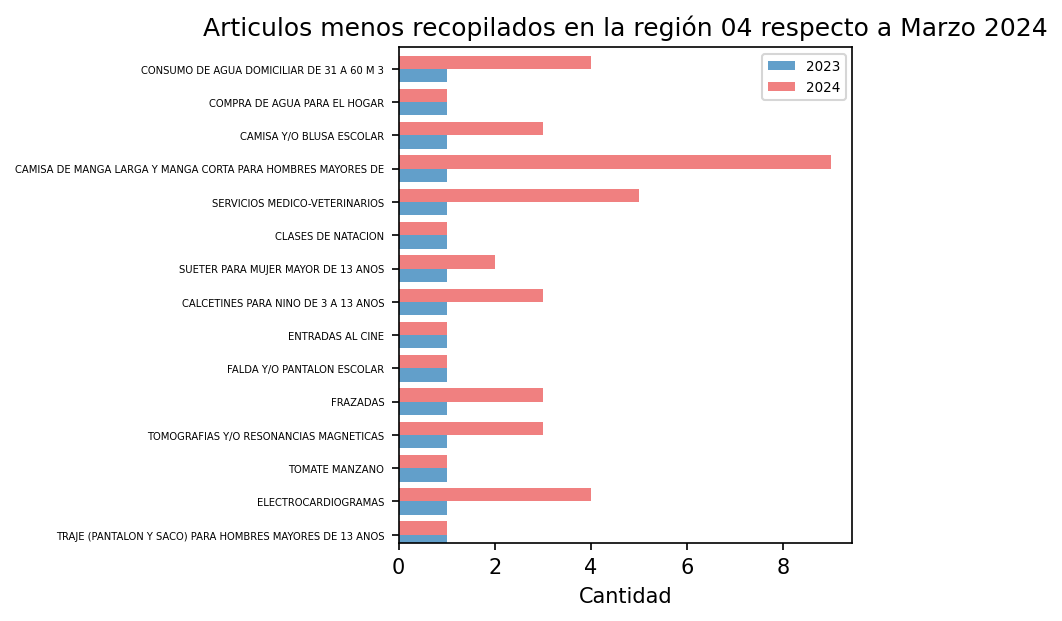 Articulos menos recopilados en la región 04 respecto a Marzo 2024
2023
2024
CONSUMO DE AGUA DOMICILIAR DE 31 A 60 M 3
COMPRA DE AGUA PARA EL HOGAR
CAMISA Y/O BLUSA ESCOLAR
CAMISA DE MANGA LARGA Y MANGA CORTA PARA HOMBRES MAYORES DE
SERVICIOS MEDICO-VETERINARIOS
CLASES DE NATACION
SUETER PARA MUJER MAYOR DE 13 ANOS
CALCETINES PARA NINO DE 3 A 13 ANOS
ENTRADAS AL CINE
FALDA Y/O PANTALON ESCOLAR
FRAZADAS
TOMOGRAFIAS Y/O RESONANCIAS MAGNETICAS
TOMATE MANZANO
ELECTROCARDIOGRAMAS
TRAJE (PANTALON Y SACO) PARA HOMBRES MAYORES DE 13 ANOS
0 2 4 6 8
Cantidad